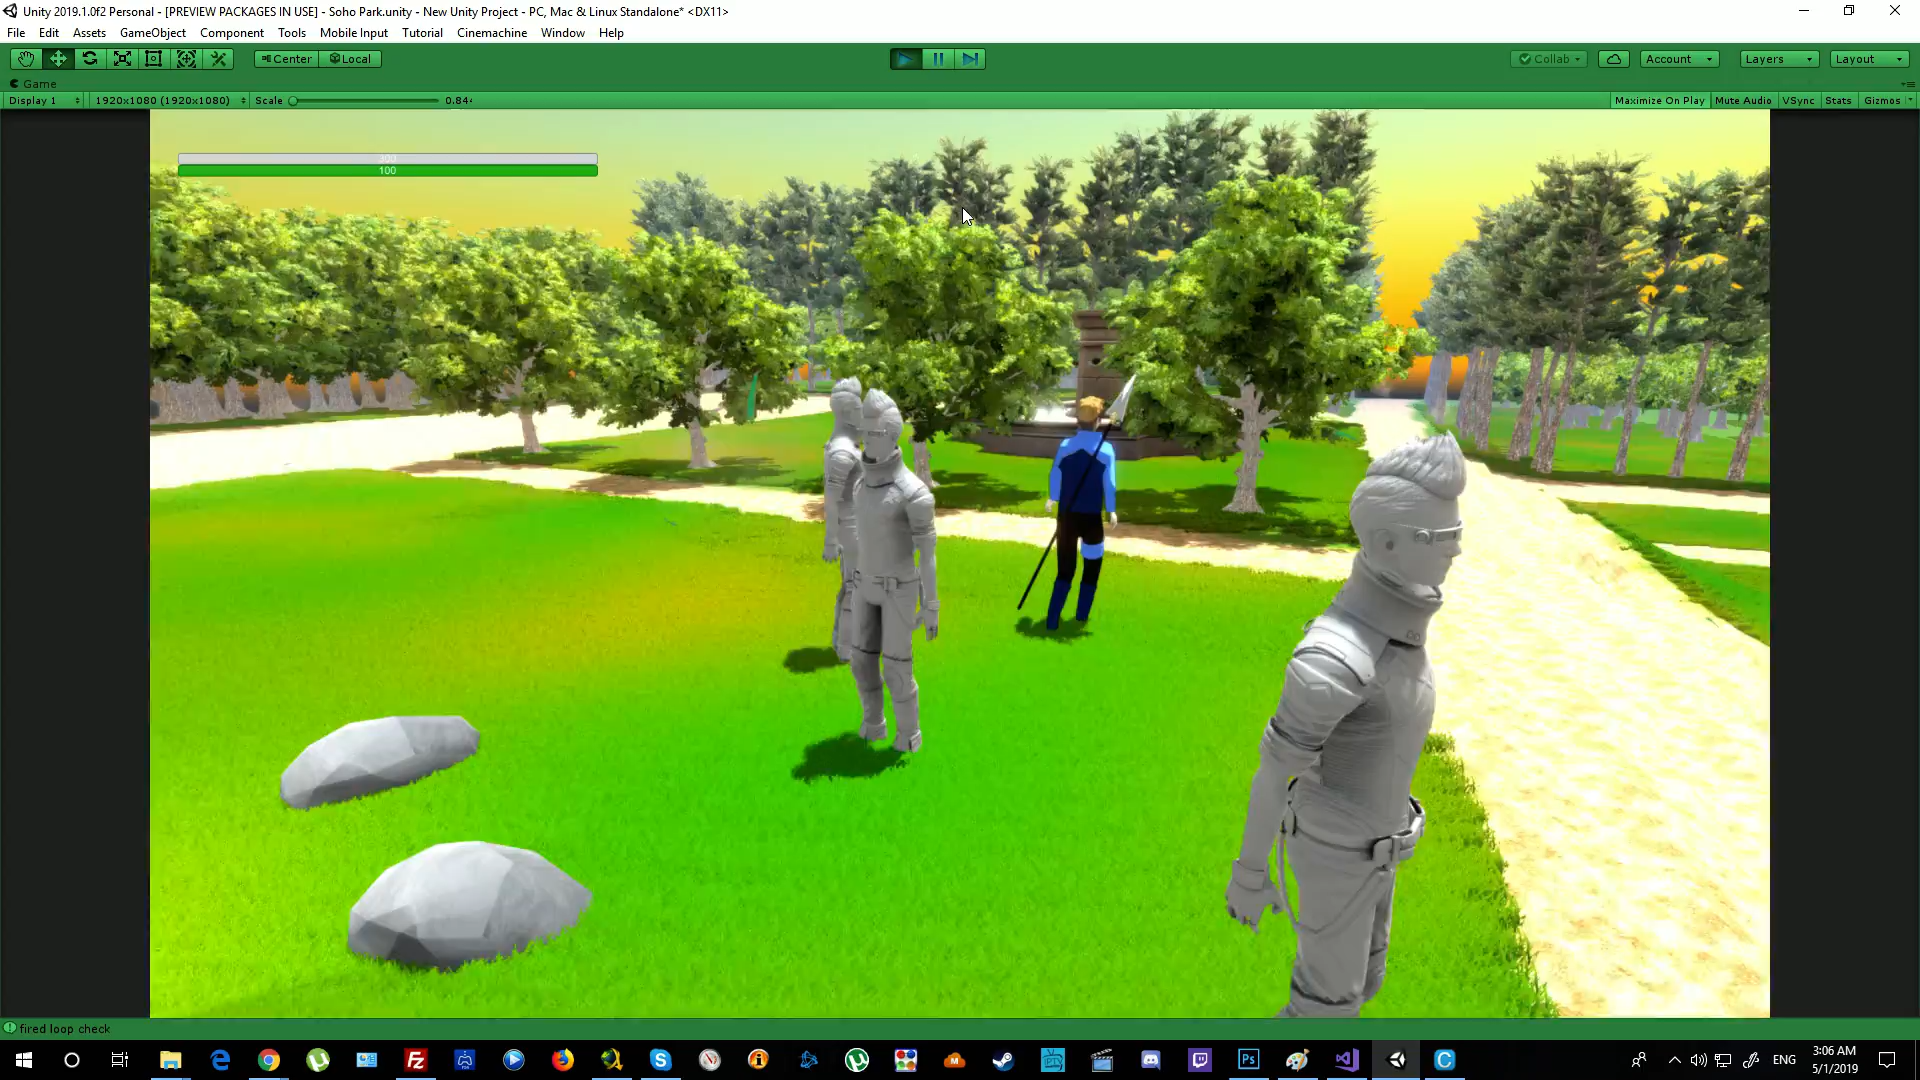 Unity 2019.1.0f2 Personal - [PREVIEW PACKAGES IN USE] - Soho Park.unity - New Unity Project - PC, Mac & Linux Standalone* <DX11>
File Edit Assets GameObject Component Tools Mobile Input Tutorial Cinemachine Window Help
Center Local Collab Account Layers Layout
Game
Display 1 1920x1080 (1920x1080) Scale 0.84 Maximize On Play Mute Audio VSync Stats Gizmos
300
100
fired loop check
ENG 3:06 AM
5/1/2019